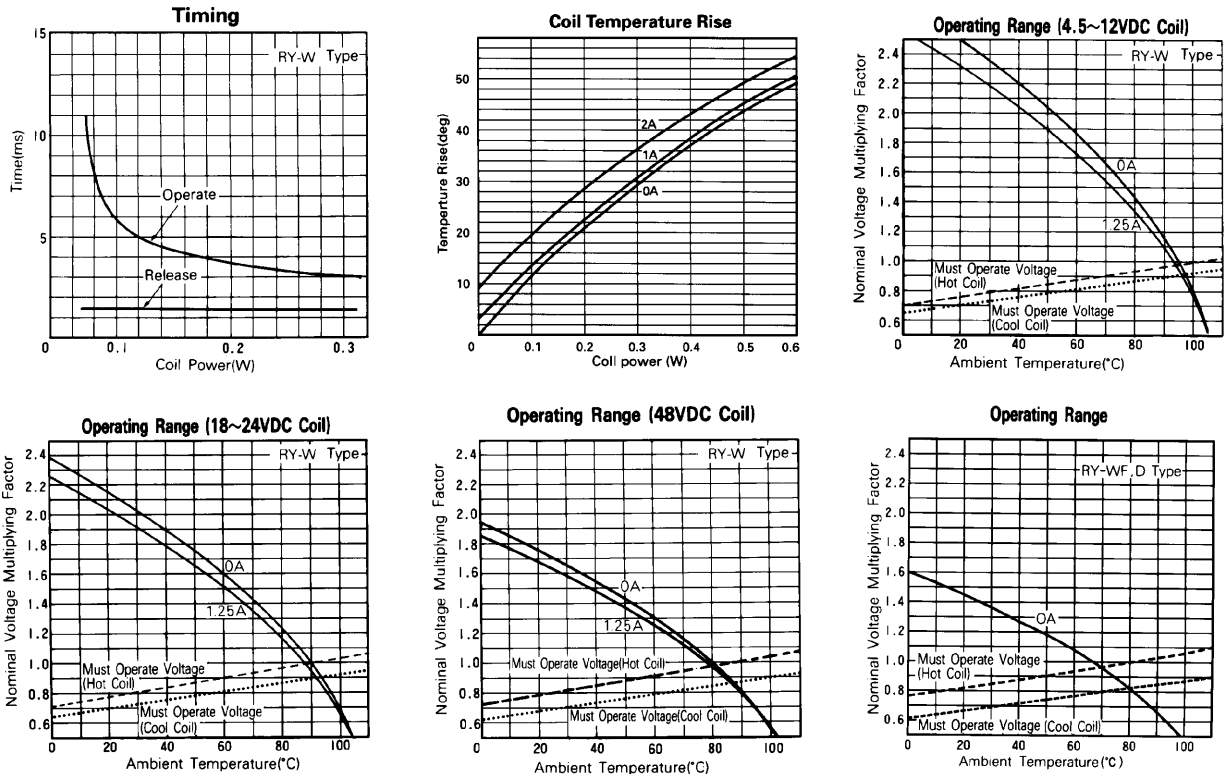 Timing
15
10
5
0
0.1
0.2
0.3
Time(ms)
Coil Power(W)
RY-W Type
Operate
Release
Coil Temperature Rise
50
40
30
20
10
0
0.1
0.2
0.3
0.4
0.5
0.6
Temperture Rise(deg)
Coll power (W)
2A
1A
0A
Operating Range (4.5~12VDC Coil)
2.4
2.2
2.0
1.8
1.6
1.4
1.2
1.0
0.8
0.6
0
20
40
60
80
100
Nominal Voltage Multiplying Factor
Ambient Temperature(°C)
RY-W Type
0A
1.25A
Must Operate Voltage
(Hot Coil)
Must Operate Voltage
(Cool Coil)
Operating Range (18~24VDC Coil)
2.4
2.2
2.0
1.8
1.6
1.4
1.2
1.0
0.8
0.6
0
20
40
60
80
100
Nominal Voltage Multiplying Factor
Ambient Temperature(°C)
RY-W Type
0A
1.25A
Must Operate Voltage
(Hot Coil)
Must Operate Voltage
(Cool Coil)
Operating Range (48VDC Coil)
2.4
2.2
2.0
1.8
1.6
1.4
1.2
1.0
0.8
0.6
0
20
40
60
80
100
Nominal Voltage Multiplying Factor
Ambient Temperature(°C)
RY-W Type
0A
1.25A
Must Operate Voltage(Hot Coil)
Must Operate Voltage(Cool Coil)
Operating Range
2.4
2.2
2.0
1.8
1.6
1.4
1.2
1.0
0.8
0.6
0
20
40
60
80
100
Nominal Voltage Multiplying Factor
Ambient Temperature(°C)
RY-WF,D Type
0A
Must Operate Voltage
(Hot Coil)
Must Operate Voltage (Cool Coil)